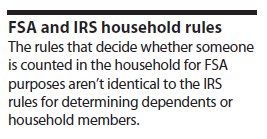 FSA and IRS household rules
The rules that decide whether someone
is counted in the household for FSA
purposes aren’t identical to the IRS
rules for determining dependents or
household members.